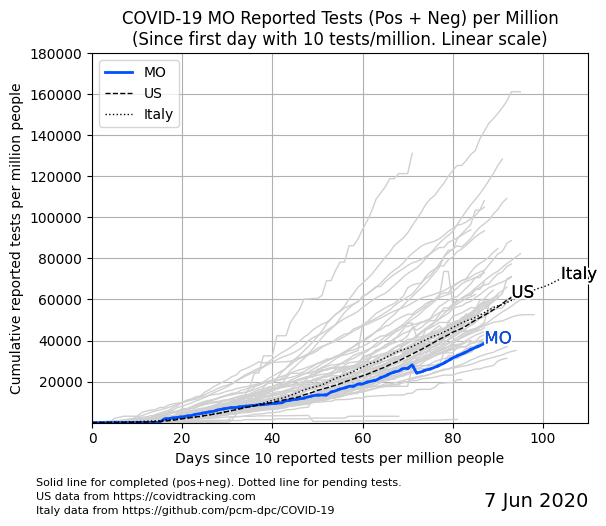 COVID-19 MO Reported Tests (Pos + Neg) per Million
(Since first day with 10 tests/million. Linear scale)
Cumulative reported tests per million people
180000
160000
140000
120000
100000
80000
60000
40000
20000
MO
US
Italy
Italy
US
MO
0
20
40
60
80
100
Days since 10 reported tests per million people
Solid line for completed (pos+neg). Dotted line for pending tests.
US data from https://covidtracking.com
Italy data from https://github.com/pcm-dpc/COVID-19
7 Jun 2020